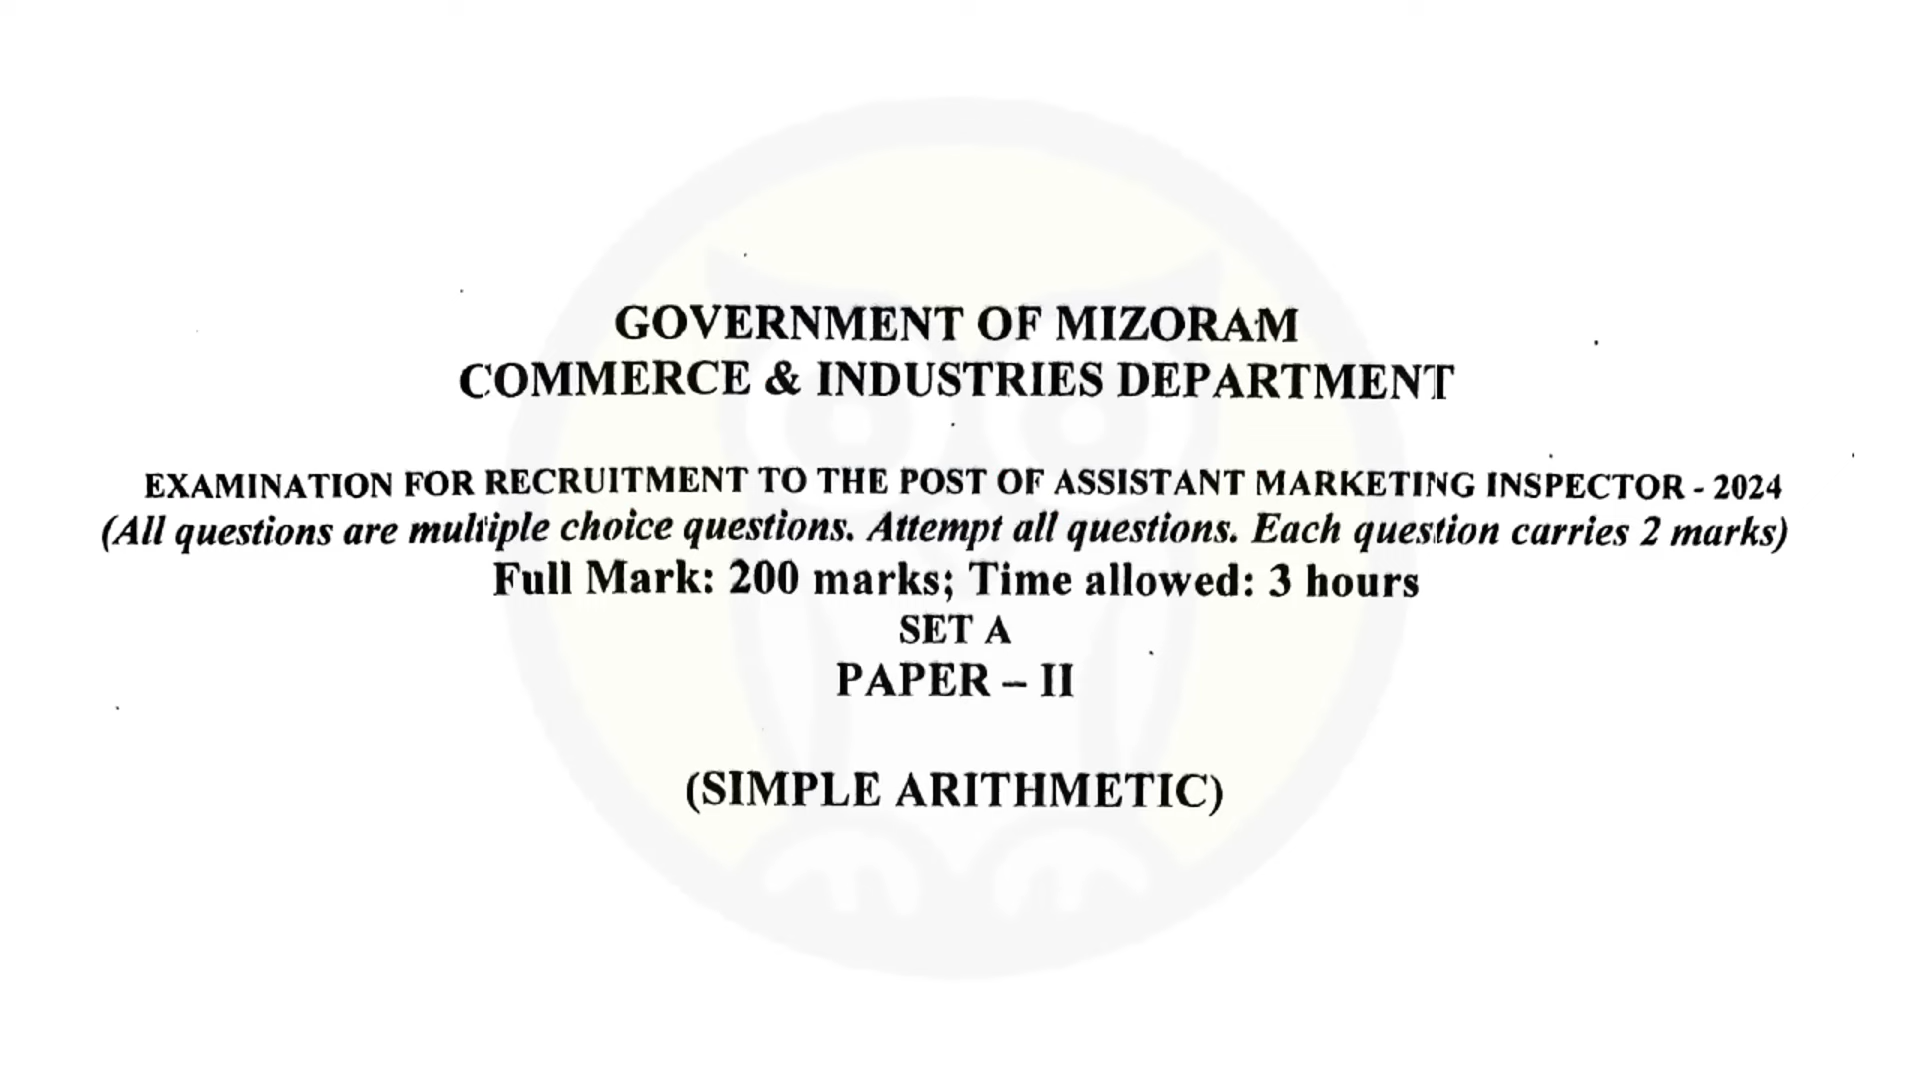 GOVERNMENT OF MIZORAM
COMMERCE & INDUSTRIES DEPARTMENT
EXAMINATION FOR RECRUITMENT TO THE POST OF ASSISTANT MARKETING INSPECTOR - 2024
(All questions are multiple choice questions. Attempt all questions. Each question carries 2 marks)
Full Mark: 200 marks; Time allowed: 3 hours
SET A
PAPER – II
(SIMPLE ARITHMETIC)